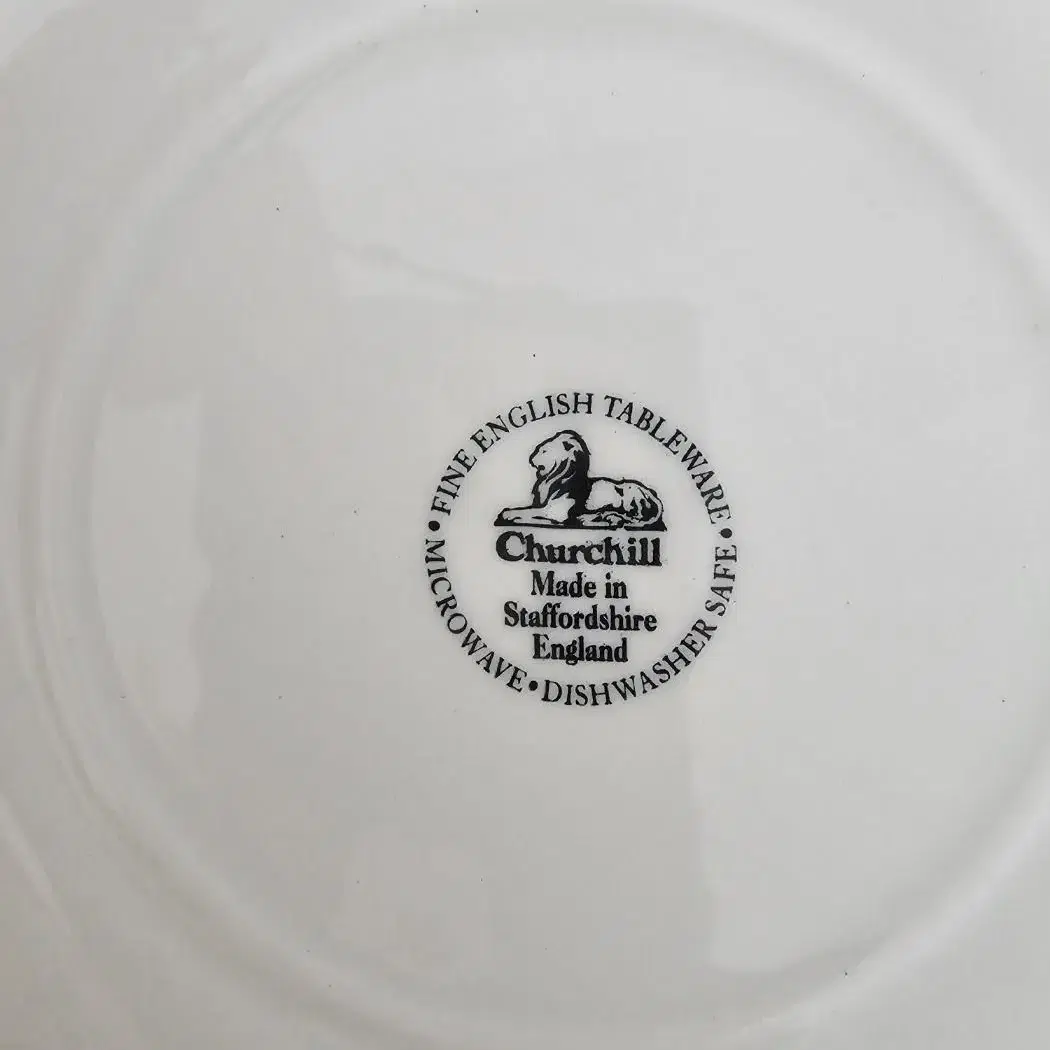 • FINE ENGLISH TABLEWARE •
Churchill
Made in
Staffordshire
England
MICROWAVE • DISHWASHER SAFE